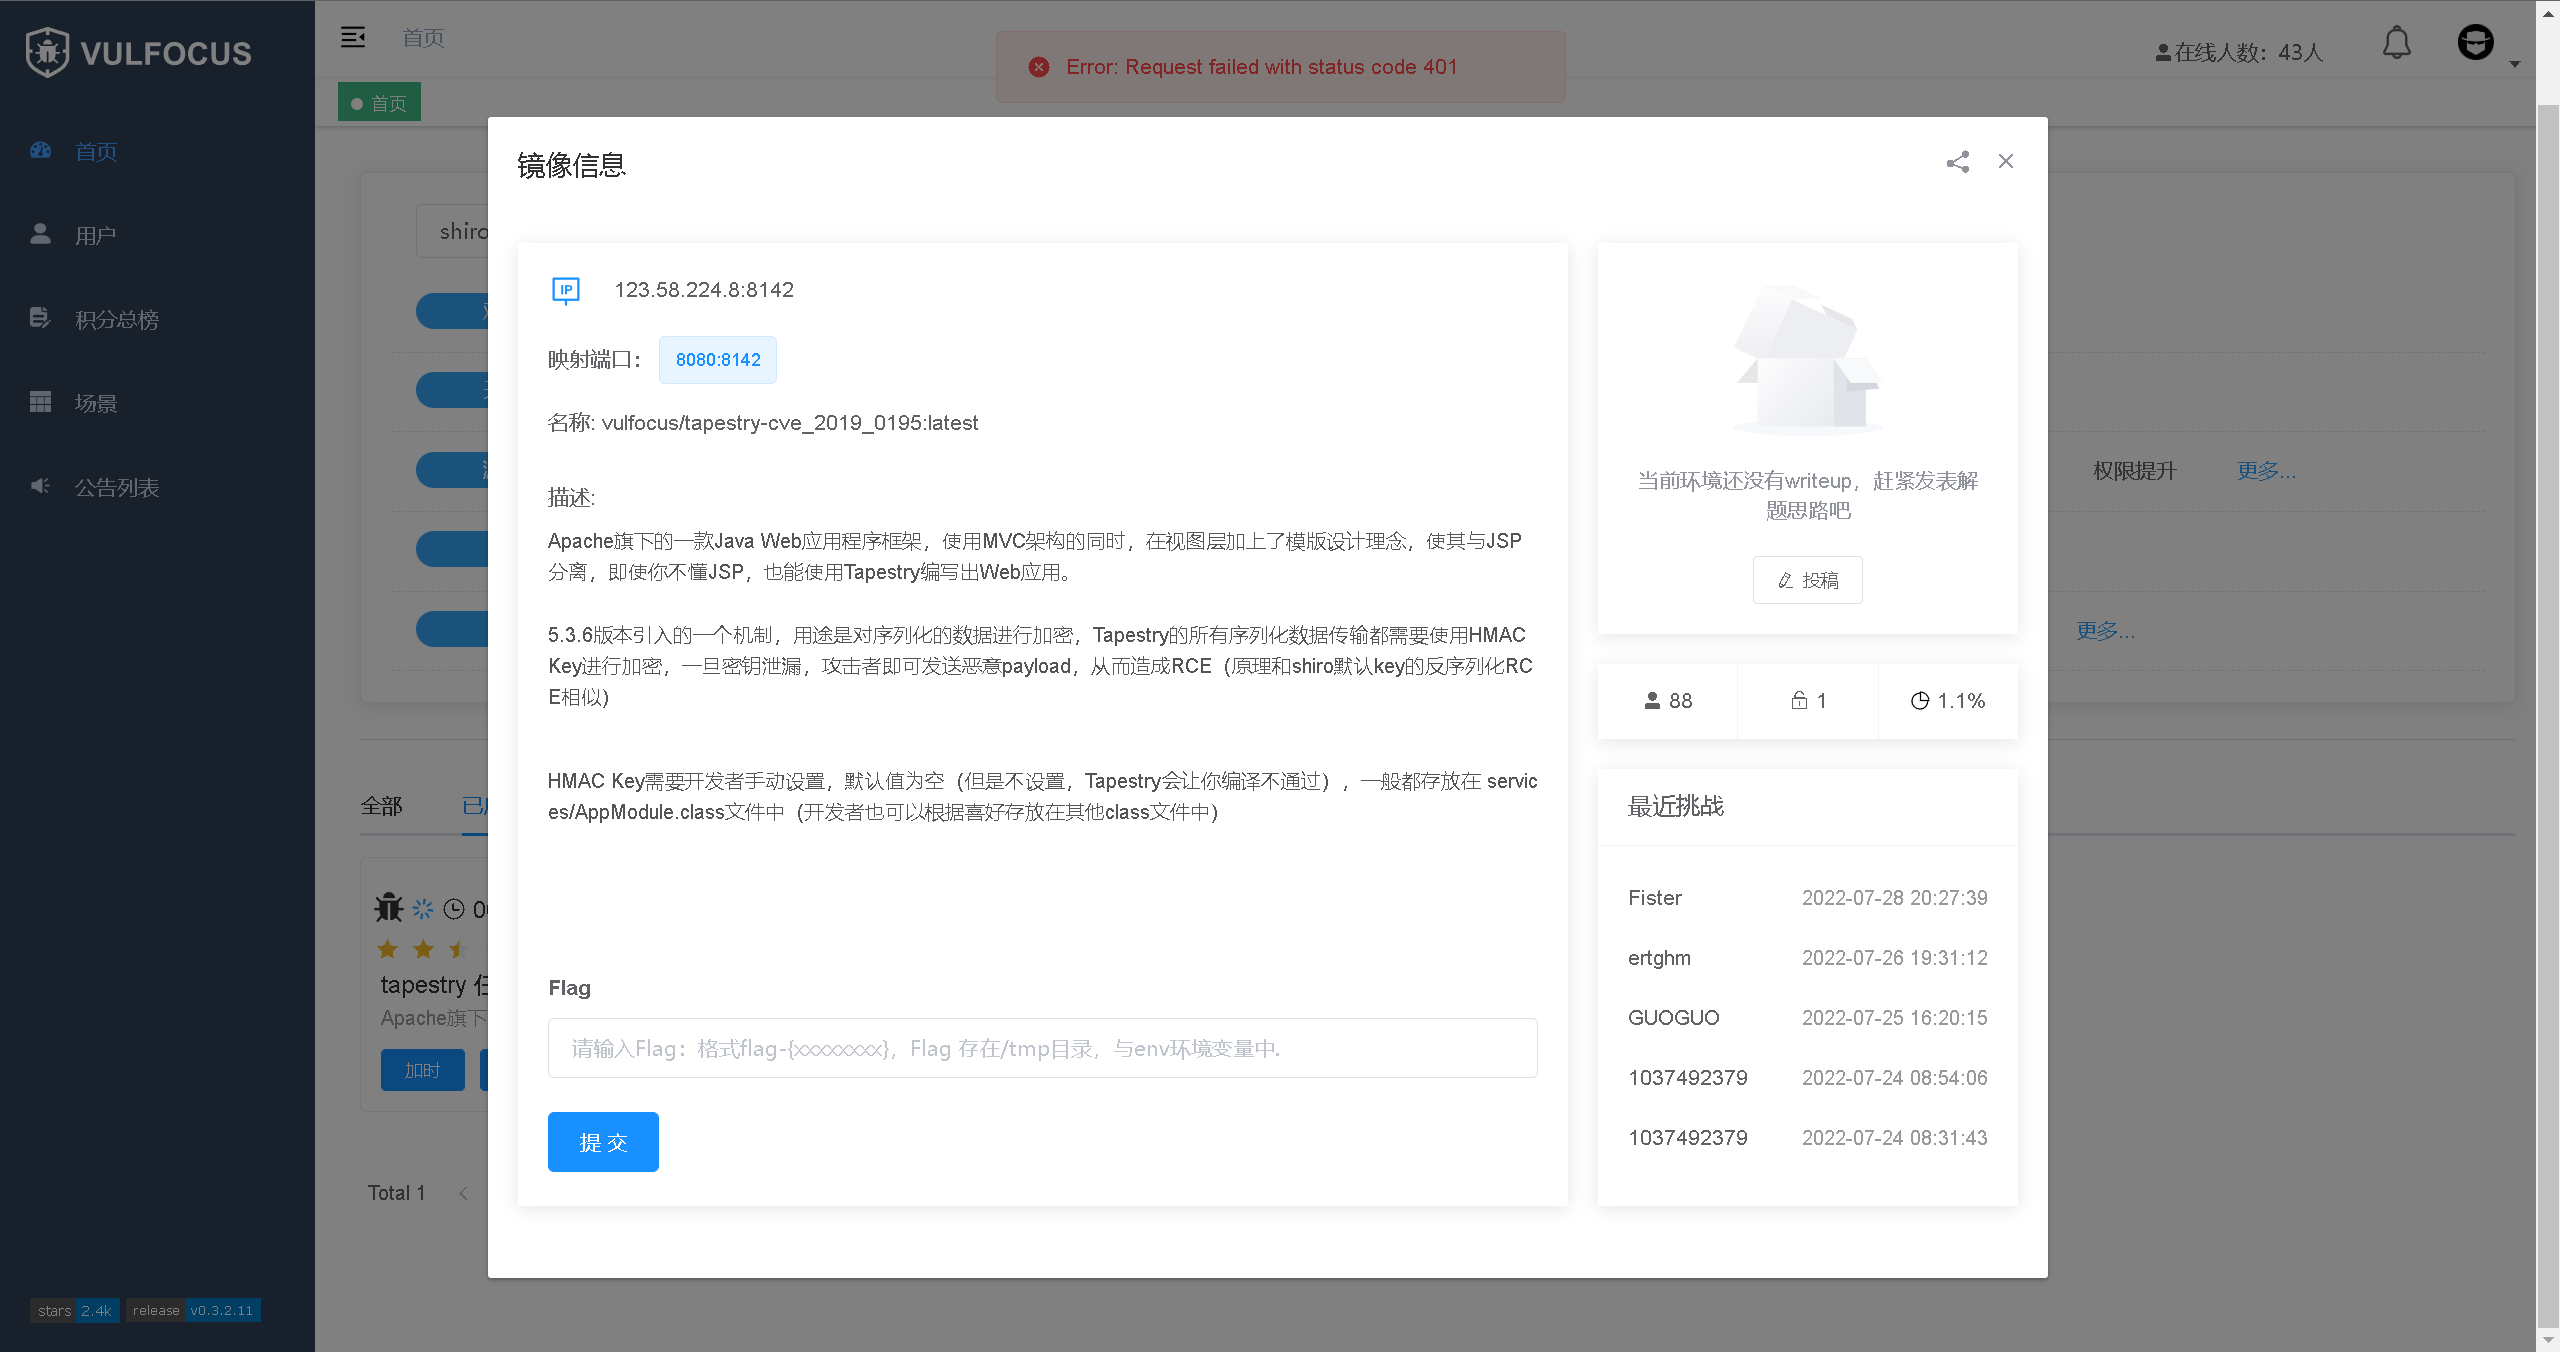 VULFOCUS
首页
Error: Request failed with status code 401
在线人数：43人
首页
首页
用户
积分总榜
场景
公告列表
shiro
权限提升
更多...
更多...
全部
tapestry
Apache旗下
加时
Total 1
stars 2.4k release v0.3.2.11
镜像信息
IP 123.58.224.8:8142
映射端口： 8080:8142
名称: vulfocus/tapestry-cve_2019_0195:latest
描述:
Apache旗下的一款Java Web应用程序框架，使用MVC架构的同时，在视图层加上了模版设计理念，使其与JSP
分离，即使你不懂JSP，也能使用Tapestry编写出Web应用。
5.3.6版本引入的一个机制，用途是对序列化的数据进行加密，Tapestry的所有序列化数据传输都需要使用HMAC
Key进行加密，一旦密钥泄漏，攻击者即可发送恶意payload，从而造成RCE（原理和shiro默认key的反序列化RC
E相似）
HMAC Key需要开发者手动设置，默认值为空（但是不设置，Tapestry会让你编译不通过），一般都存放在 servic
es/AppModule.class文件中（开发者也可以根据喜好存放在其他class文件中）
Flag
请输入Flag：格式flag-{xxxxxxxx}，Flag 存在/tmp目录，与env环境变量中.
提 交
当前环境还没有writeup，赶紧发表解
题思路吧
投稿
88 1 1.1%
最近挑战
Fister 2022-07-28 20:27:39
ertghm 2022-07-26 19:31:12
GUOGUO 2022-07-25 16:20:15
1037492379 2022-07-24 08:54:06
1037492379 2022-07-24 08:31:43